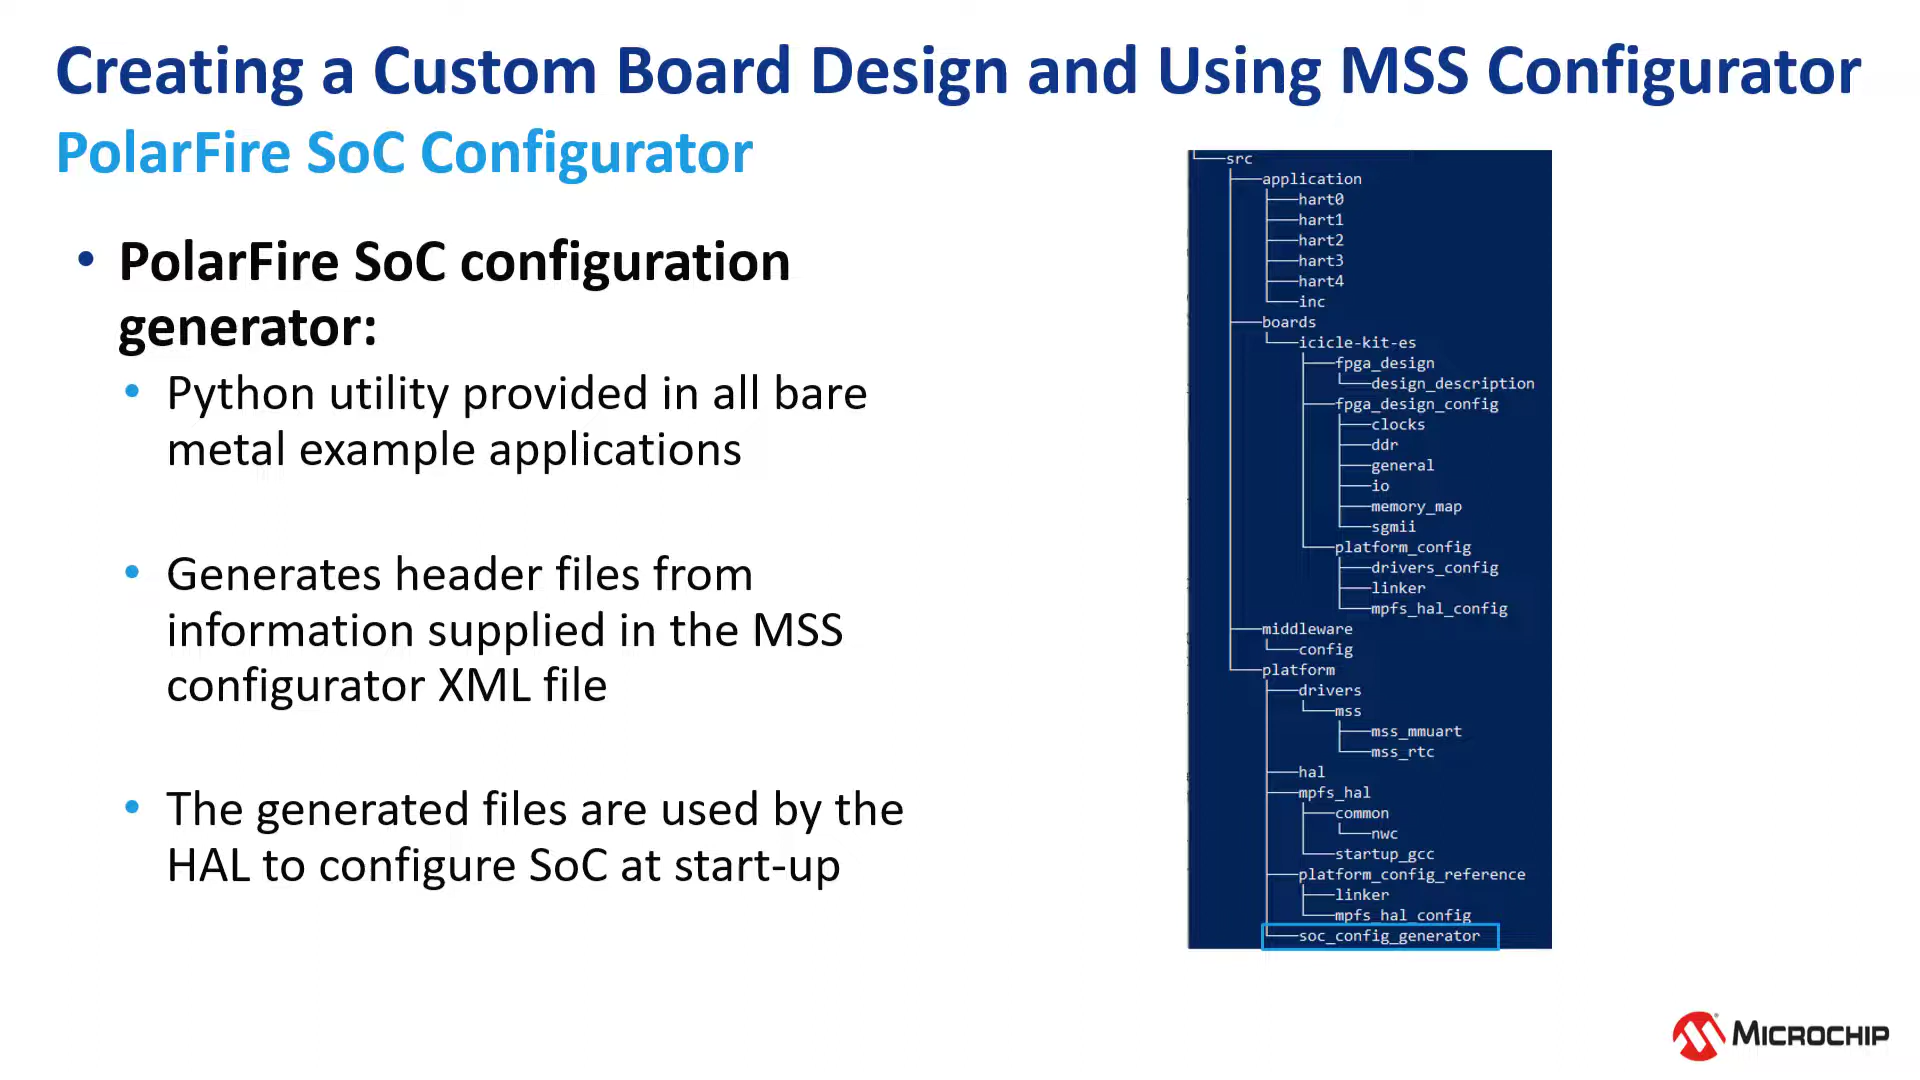 Creating a Custom Board Design and Using MSS Configurator
PolarFire SoC Configurator
• PolarFire SoC configuration
generator:
• Python utility provided in all bare
metal example applications
• Generates header files from
information supplied in the MSS
configurator XML file
• The generated files are used by the
HAL to configure SoC at start-up
src
application
hart0
hart1
hart2
hart3
hart4
inc
boards
icicle-kit-es
fpga_design
design_description
fpga_design_config
clocks
ddr
general
io
memory_map
sgmii
platform_config
drivers_config
linker
mpfs_hal_config
middleware
config
platform
drivers
mss
mss_mmuart
mss_rtc
hal
mpfs_hal
common
nwc
startup_gcc
platform_config_reference
linker
mpfs_hal_config
soc_config_generator
MICROCHIP